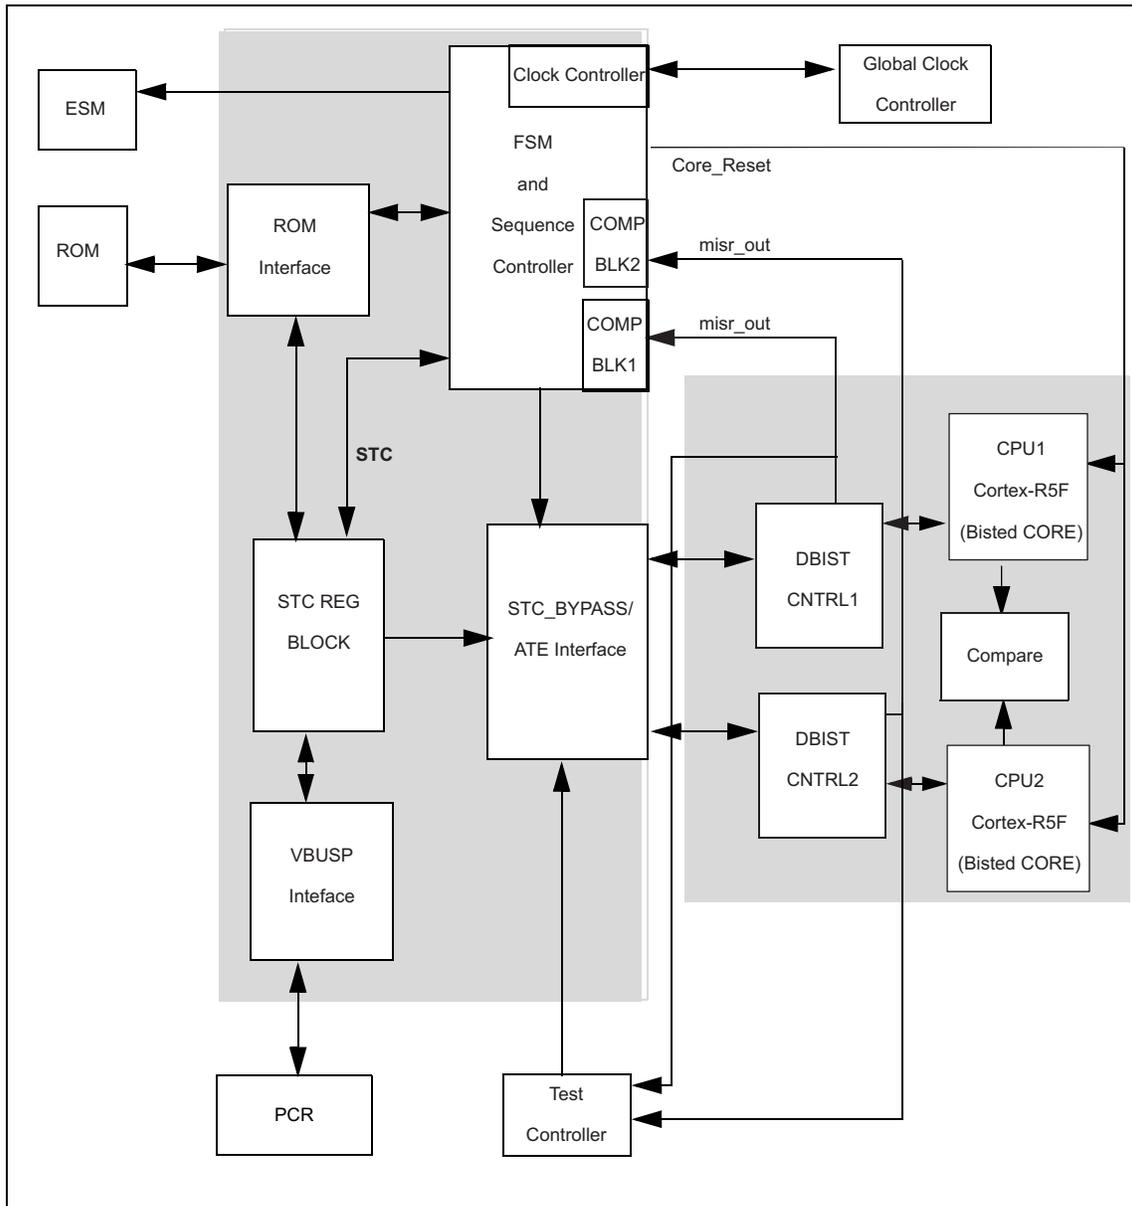 Clock Controller
Global Clock
Controller
ESM
FSM
and
Sequence
Controller
Core_Reset
ROM
Interface
ROM
COMP
BLK2
misr_out
COMP
BLK1
misr_out
STC
CPU1
Cortex-R5F
(Bisted CORE)
DBIST
CNTRL1
STC REG
BLOCK
STC_BYPASS/
ATE Interface
Compare
DBIST
CNTRL2
CPU2
Cortex-R5F
(Bisted CORE)
VBUSP
Inteface
PCR
Test
Controller